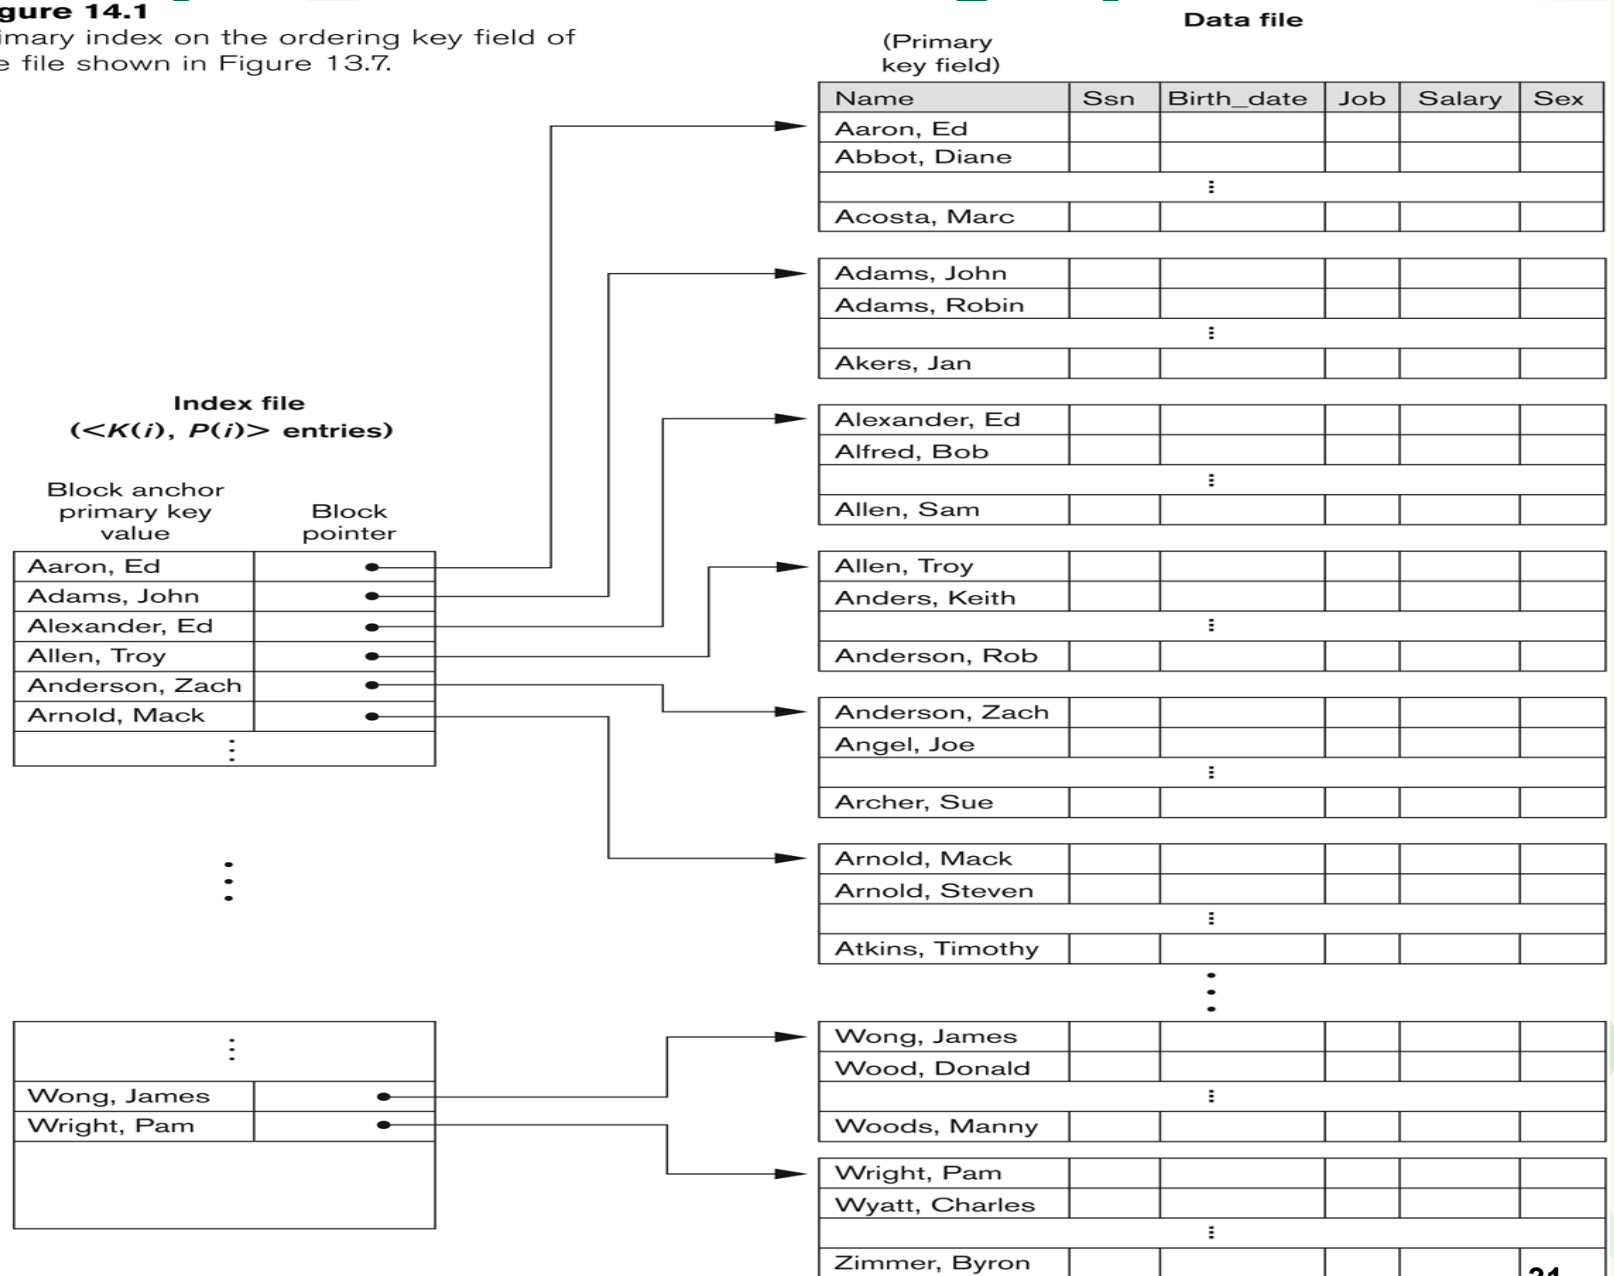 gure 14.1
imary index on the ordering key field of
e file shown in Figure 13.7.
Data file
(Primary
key field)
Name Ssn Birth_date Job Salary Sex
Aaron, Ed
Abbot, Diane
Acosta, Marc
Adams, John
Adams, Robin
Akers, Jan
Alexander, Ed
Alfred, Bob
Allen, Sam
Allen, Troy
Anders, Keith
Anderson, Rob
Anderson, Zach
Angel, Joe
Archer, Sue
Arnold, Mack
Arnold, Steven
Atkins, Timothy
Wong, James
Wood, Donald
Woods, Manny
Wright, Pam
Wyatt, Charles
Zimmer, Byron
Index file
(<K(i), P(i)> entries)
Block anchor
primary key
value
Block
pointer
Aaron, Ed
Adams, John
Alexander, Ed
Allen, Troy
Anderson, Zach
Arnold, Mack
Wong, James
Wright, Pam